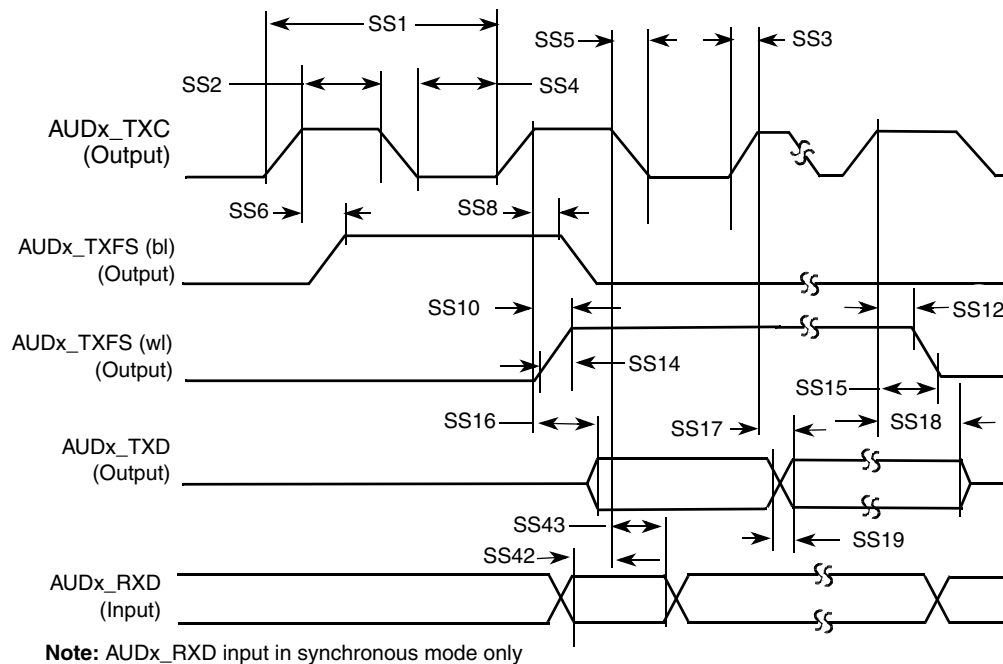 SS1
SS5
SS3
SS2
SS4
AUDx_TXC
(Output)
SS6
SS8
AUDx_TXFS (bl)
(Output)
SS10
SS12
AUDx_TXFS (wl)
(Output)
SS14
SS15
SS16
SS17
SS18
AUDx_TXD
(Output)
SS43
SS19
SS42
AUDx_RXD
(Input)
Note: AUDx_RXD input in synchronous mode only